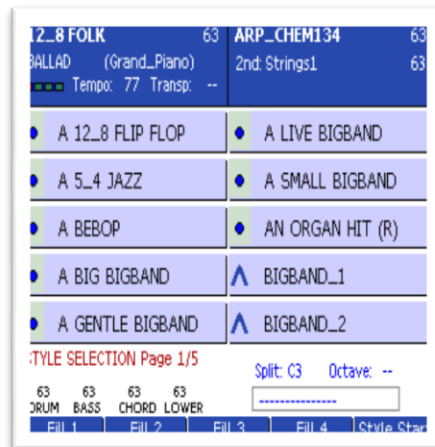 12_8 FOLK 63 ARP_CHEM134 63
BALLAD (Grand_Piano) 2nd: Strings1 63
Tempo: 77 Transp: --
A 12_8 FLIP FLOP A LIVE BIGBAND
A 5_4 JAZZ A SMALL BIGBAND
A BEBOP AN ORGAN HIT (R)
A BIG BIGBAND BIGBAND_1
A GENTLE BIGBAND BIGBAND_2
STYLE SELECTION Page 1/5
Split: C3 Octave: --
63 63 63 63
DRUM BASS CHORD LOWER
---------------
Fill 1 Fill 2 Fill 3 Fill 4 Style Star